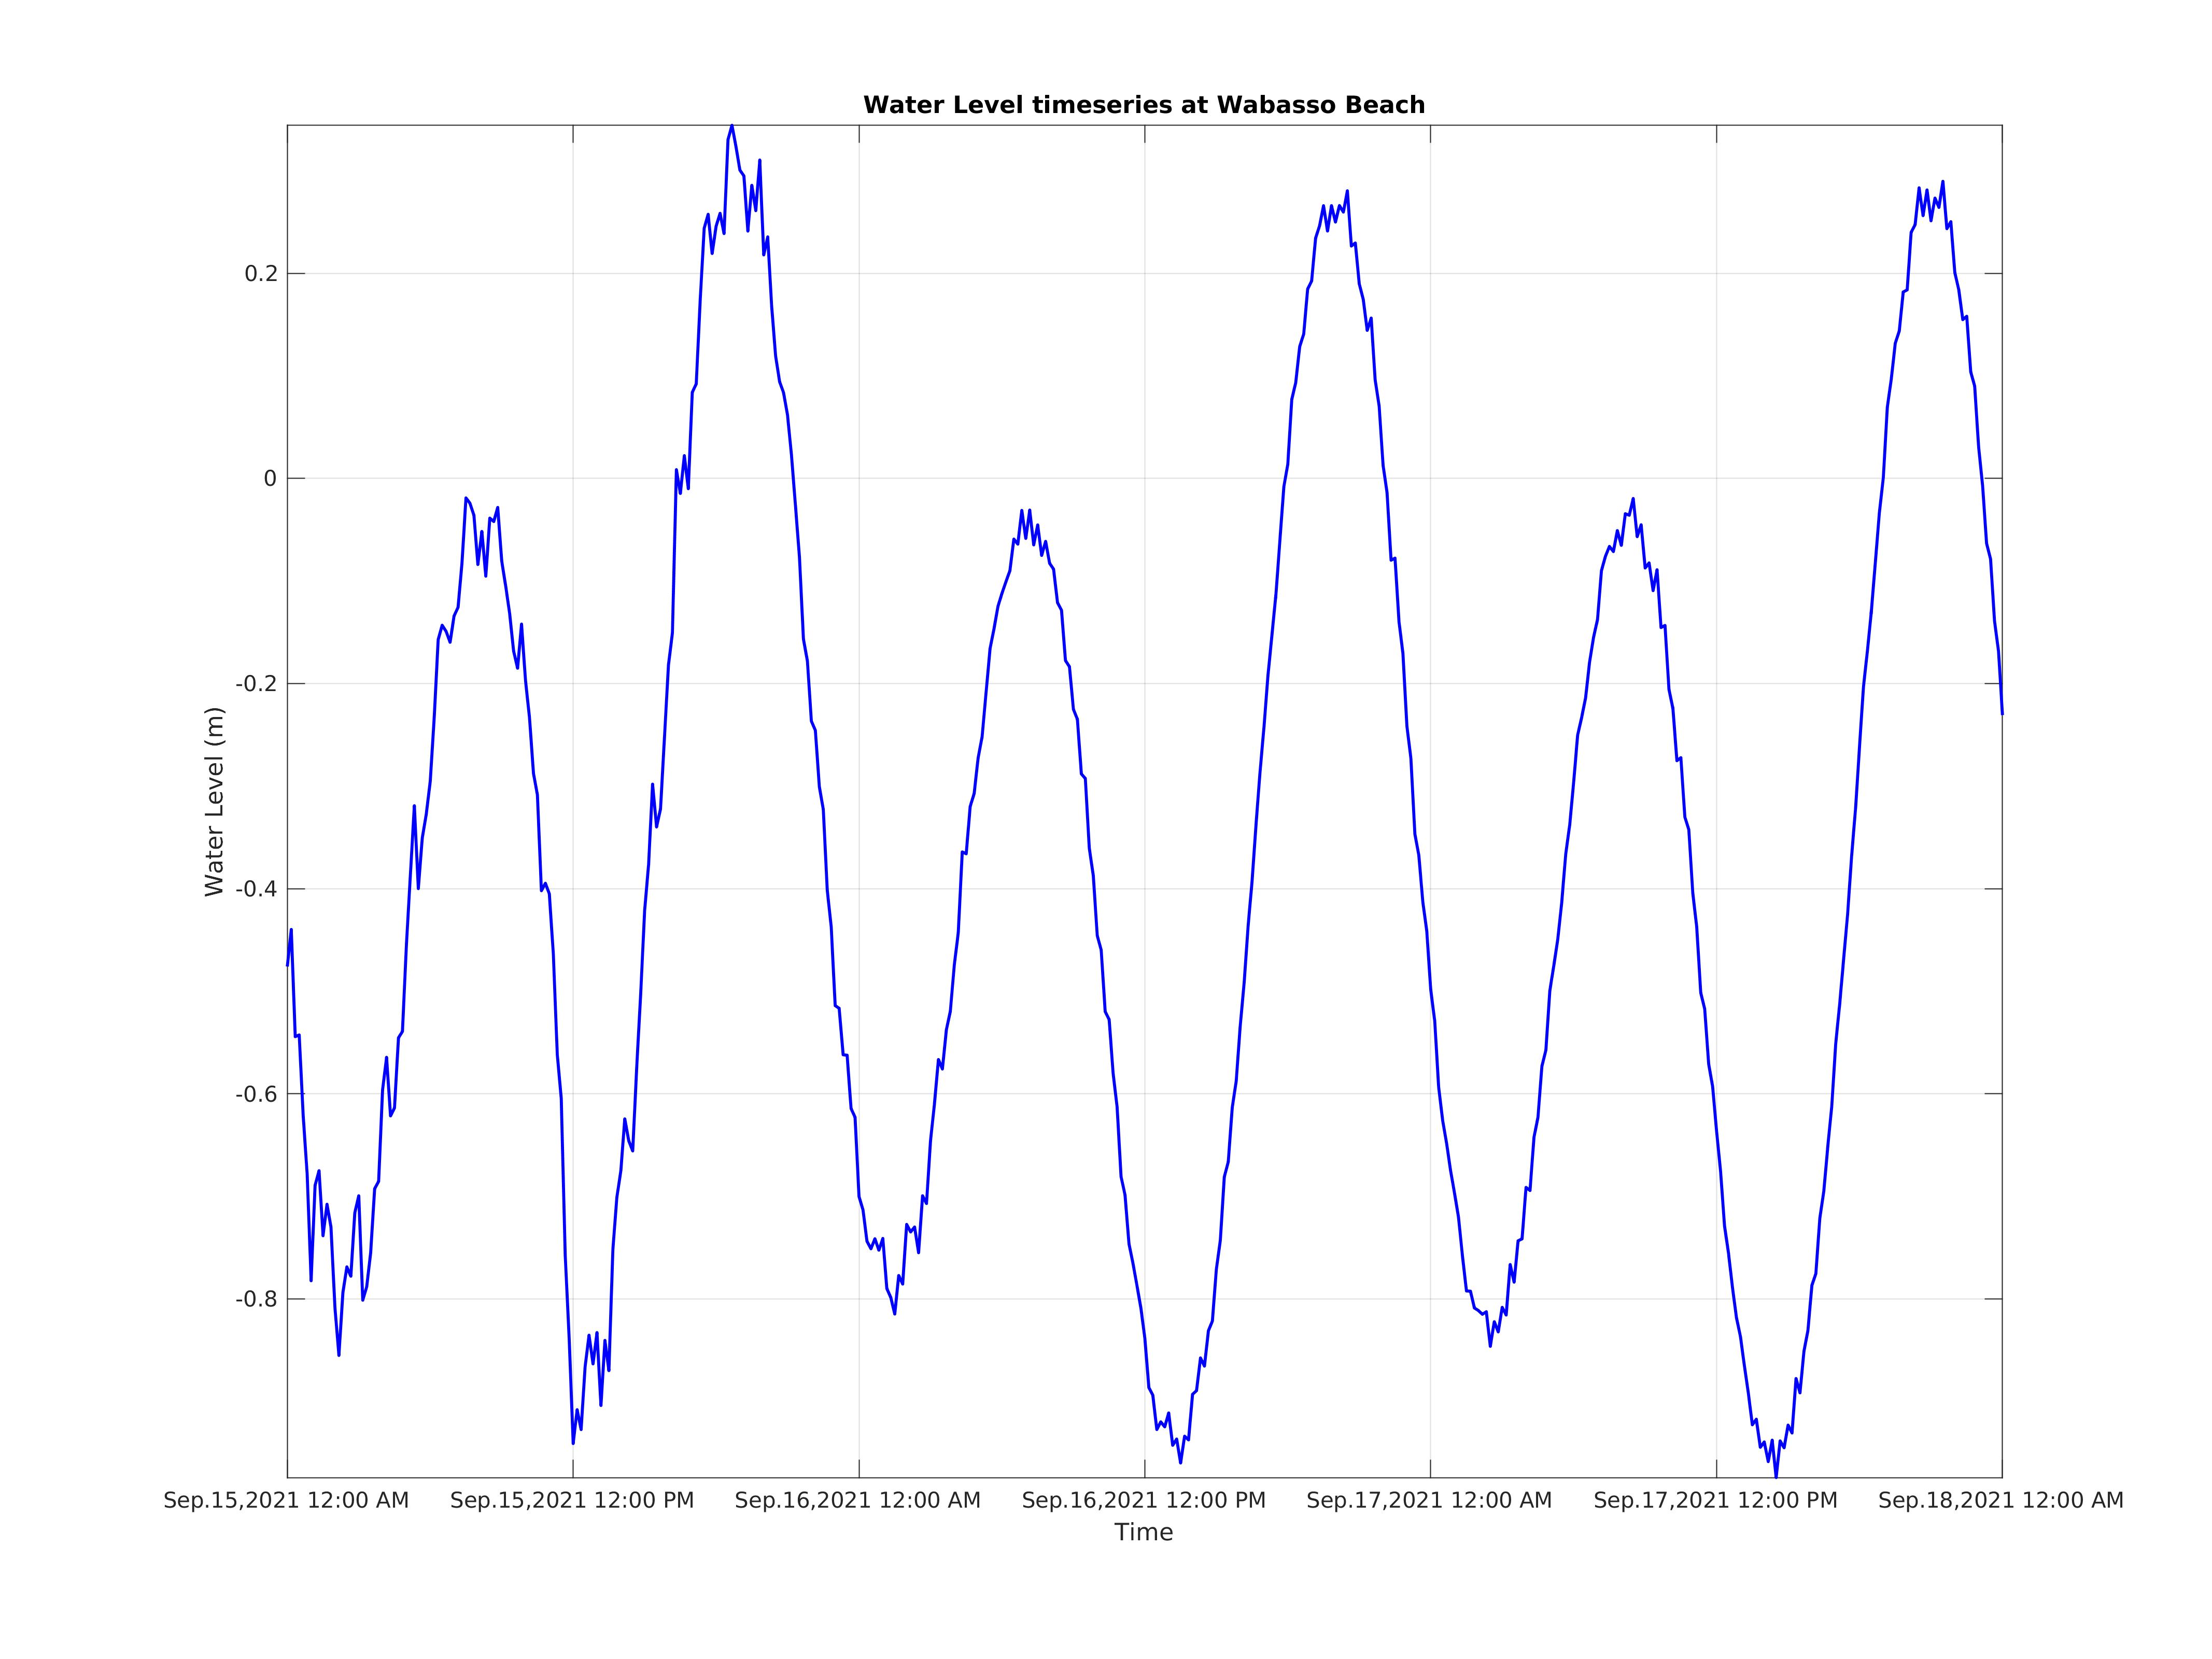 Water Level timeseries at Wabasso Beach
0.2
0
-0.2
-0.4
-0.6
-0.8
Water Level (m)
Sep.15,2021 12:00 AM
Sep.15,2021 12:00 PM
Sep.16,2021 12:00 AM
Sep.16,2021 12:00 PM
Sep.17,2021 12:00 AM
Sep.17,2021 12:00 PM
Sep.18,2021 12:00 AM
Time